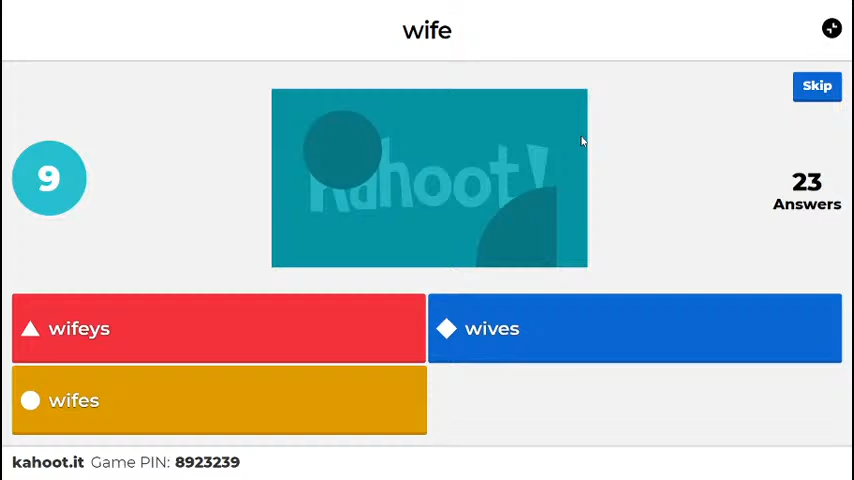 wife
Skip
9
Kahoot!
23
Answers
wifeys
wives
wifes
kahoot.it Game PIN: 8923239